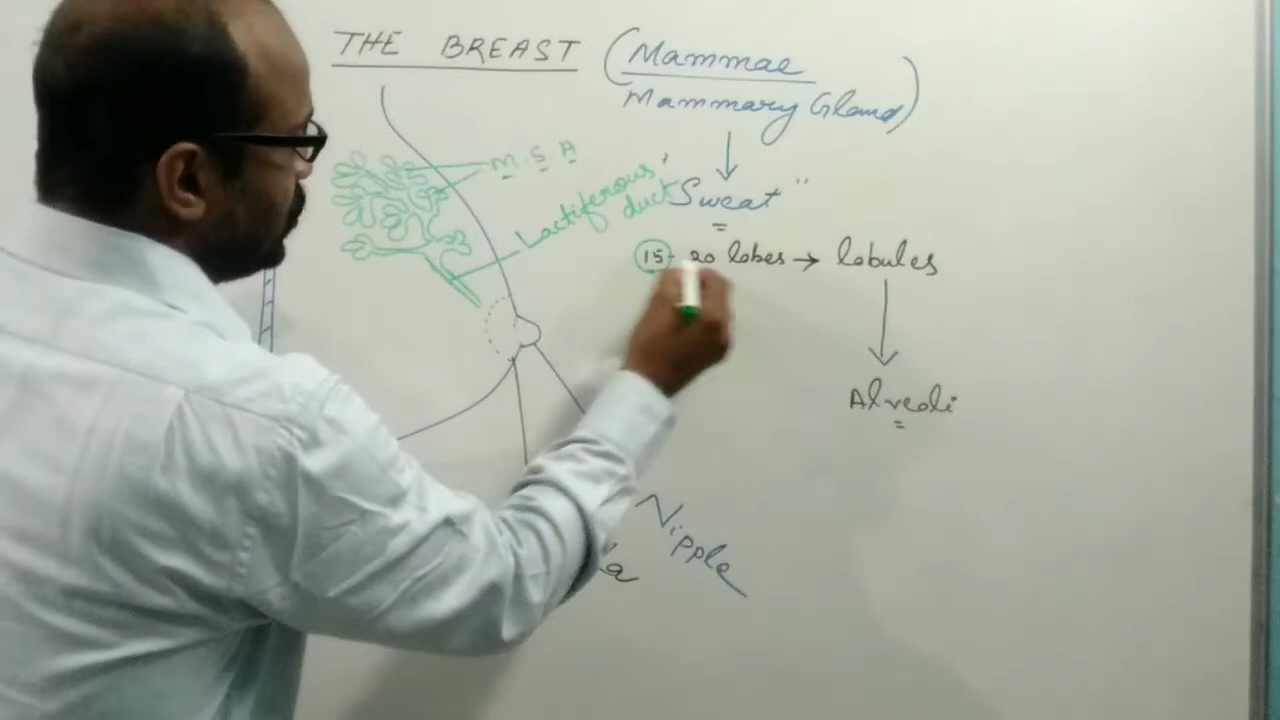 THE BREAST (Mammae
Mammary Gland)
M.S A
Lactiferous duct
"Sweat"
15-20 lobes → lobules
Alveoli
Nipple